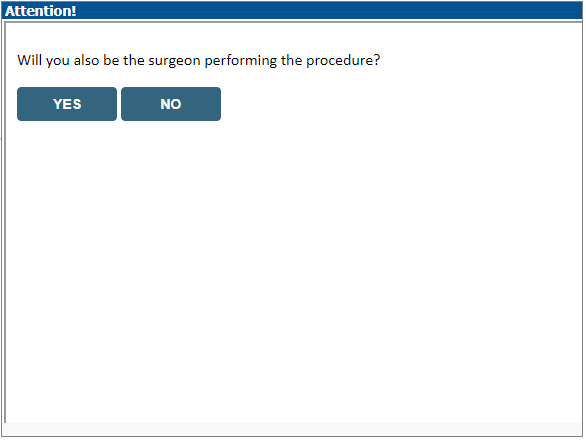 Attention!
Will you also be the surgeon performing the procedure?
YES NO